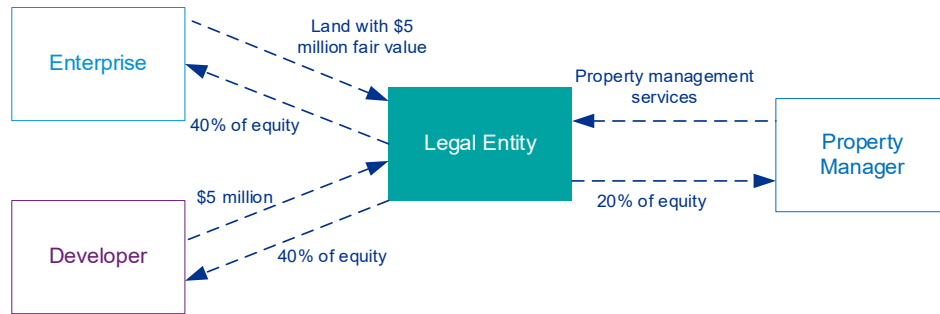 Enterprise
Land with $5
million fair value
40% of equity
Legal Entity
Property management
services
Property
Manager
20% of equity
$5 million
Developer
40% of equity